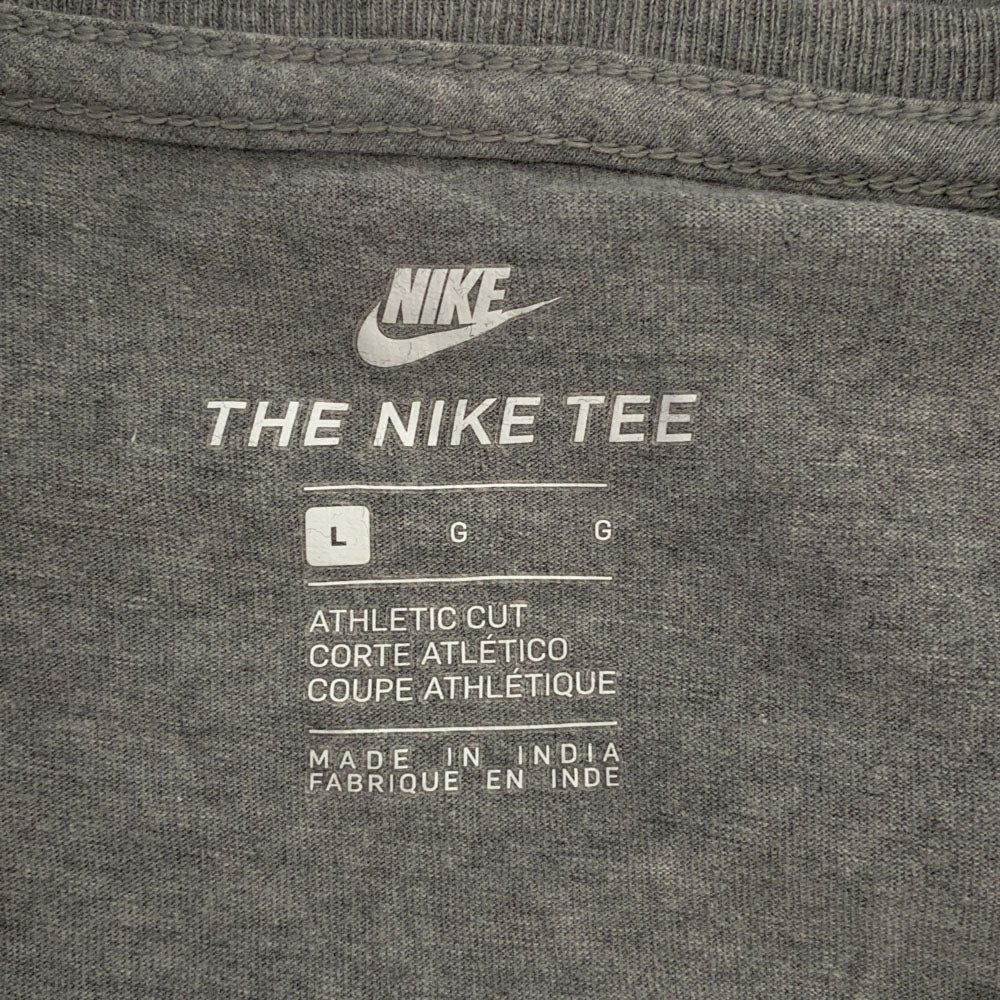 NIKE
THE NIKE TEE
L G G
ATHLETIC CUT
CORTE ATLÉTICO
COUPE ATHLÉTIQUE
MADE IN INDIA
FABRIQUE EN INDE